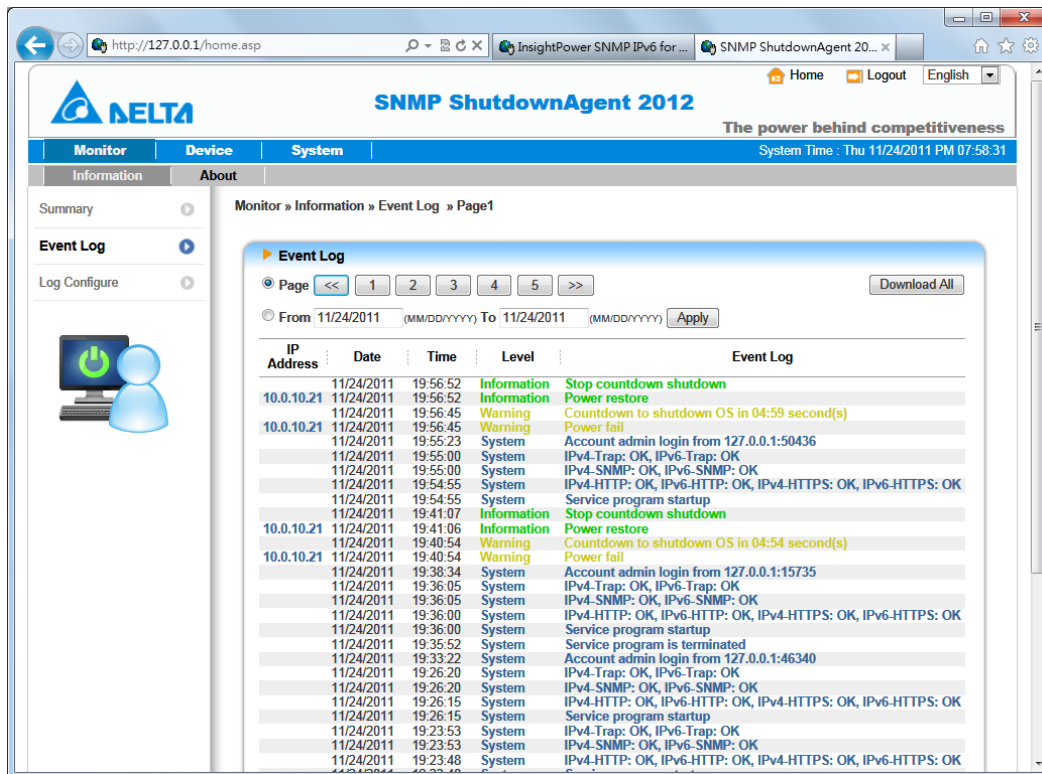 http://127.0.0.1/home.asp
InsightPower SNMP IPv6 for ...
SNMP ShutdownAgent 20...
Home Logout English
DELTA
SNMP ShutdownAgent 2012
The power behind competitiveness
Monitor Device System
System Time : Thu 11/24/2011 PM 07:58:31
Information About
Summary
Event Log
Log Configure
Monitor » Information » Event Log » Page1
Event Log
Page << 1 2 3 4 5 >> Download All
From 11/24/2011 (MM/DD/YYYY) To 11/24/2011 (MM/DD/YYYY) Apply
IP Address Date Time Level Event Log
11/24/2011 19:56:52 Information Stop countdown shutdown
10.0.10.21 11/24/2011 19:56:52 Information Power restore
11/24/2011 19:56:45 Warning Countdown to shutdown OS in 04:59 second(s)
10.0.10.21 11/24/2011 19:56:45 Warning Power fail
11/24/2011 19:55:23 System Account admin login from 127.0.0.1:50436
11/24/2011 19:55:00 System IPv4-Trap: OK, IPv6-Trap: OK
11/24/2011 19:55:00 System IPv4-SNMP: OK, IPv6-SNMP: OK
11/24/2011 19:54:55 System IPv4-HTTP: OK, IPv6-HTTP: OK, IPv4-HTTPS: OK, IPv6-HTTPS: OK
11/24/2011 19:54:55 System Service program startup
11/24/2011 19:41:07 Information Stop countdown shutdown
10.0.10.21 11/24/2011 19:41:06 Information Power restore
11/24/2011 19:40:54 Warning Countdown to shutdown OS in 04:54 second(s)
10.0.10.21 11/24/2011 19:40:54 Warning Power fail
11/24/2011 19:38:34 System Account admin login from 127.0.0.1:15735
11/24/2011 19:36:05 System IPv4-Trap: OK, IPv6-Trap: OK
11/24/2011 19:36:05 System IPv4-SNMP: OK, IPv6-SNMP: OK
11/24/2011 19:36:00 System IPv4-HTTP: OK, IPv6-HTTP: OK, IPv4-HTTPS: OK, IPv6-HTTPS: OK
11/24/2011 19:36:00 System Service program startup
11/24/2011 19:35:52 System Service program is terminated
11/24/2011 19:33:22 System Account admin login from 127.0.0.1:46340
11/24/2011 19:26:20 System IPv4-Trap: OK, IPv6-Trap: OK
11/24/2011 19:26:20 System IPv4-SNMP: OK, IPv6-SNMP: OK
11/24/2011 19:26:15 System IPv4-HTTP: OK, IPv6-HTTP: OK, IPv4-HTTPS: OK, IPv6-HTTPS: OK
11/24/2011 19:26:15 System Service program startup
11/24/2011 19:23:53 System IPv4-Trap: OK, IPv6-Trap: OK
11/24/2011 19:23:53 System IPv4-SNMP: OK, IPv6-SNMP: OK
11/24/2011 19:23:48 System IPv4-HTTP: OK, IPv6-HTTP: OK, IPv4-HTTPS: OK, IPv6-HTTPS: OK